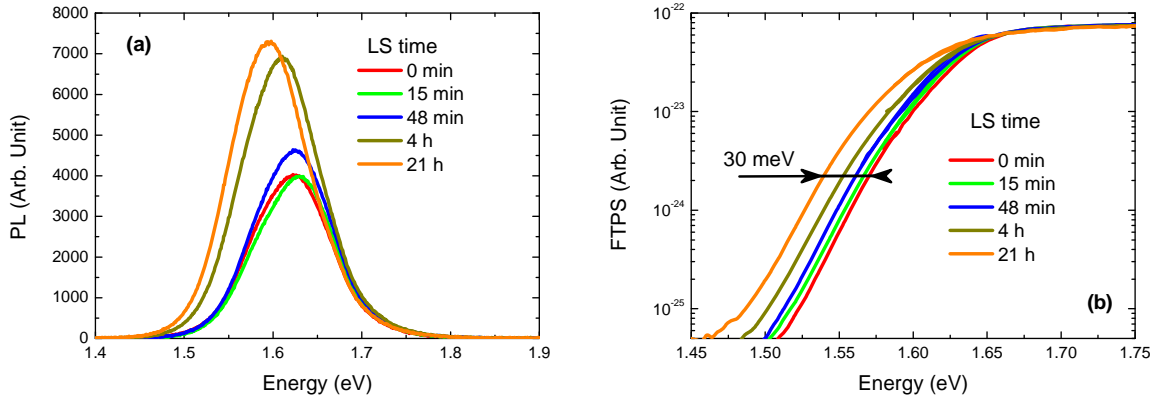 (a)
LS time
0 min
15 min
48 min
4 h
21 h
PL (Arb. Unit)
8000
7000
6000
5000
4000
3000
2000
1000
0
1.4
1.5
1.6
1.7
1.8
1.9
Energy (eV)
10⁻²²
10⁻²³
10⁻²⁴
10⁻²⁵
FTPS (Arb. Unit)
30 meV
LS time
0 min
15 min
48 min
4 h
21 h
(b)
1.45
1.50
1.55
1.60
1.65
1.70
1.75
Energy (eV)